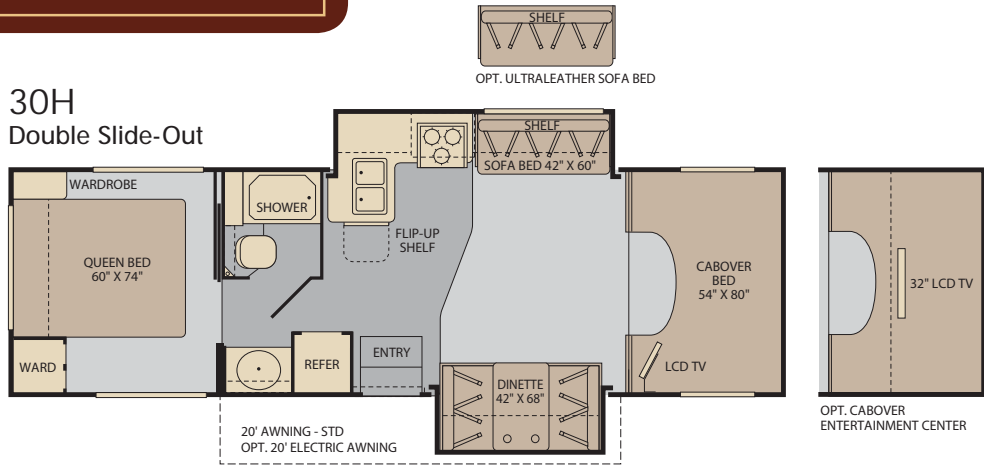 SHELF
OPT. ULTRALEATHER SOFA BED
30H
Double Slide-Out
SHELF
SOFA BED 42" X 60"
WARDROBE
SHOWER
FLIP-UP
SHELF
QUEEN BED
60" X 74"
CABOVER
BED
54" X 80"
32" LCD TV
WARD
REFER
ENTRY
LCD TV
DINETTE
42" X 68"
20' AWNING - STD
OPT. 20' ELECTRIC AWNING
OPT. CABOVER
ENTERTAINMENT CENTER